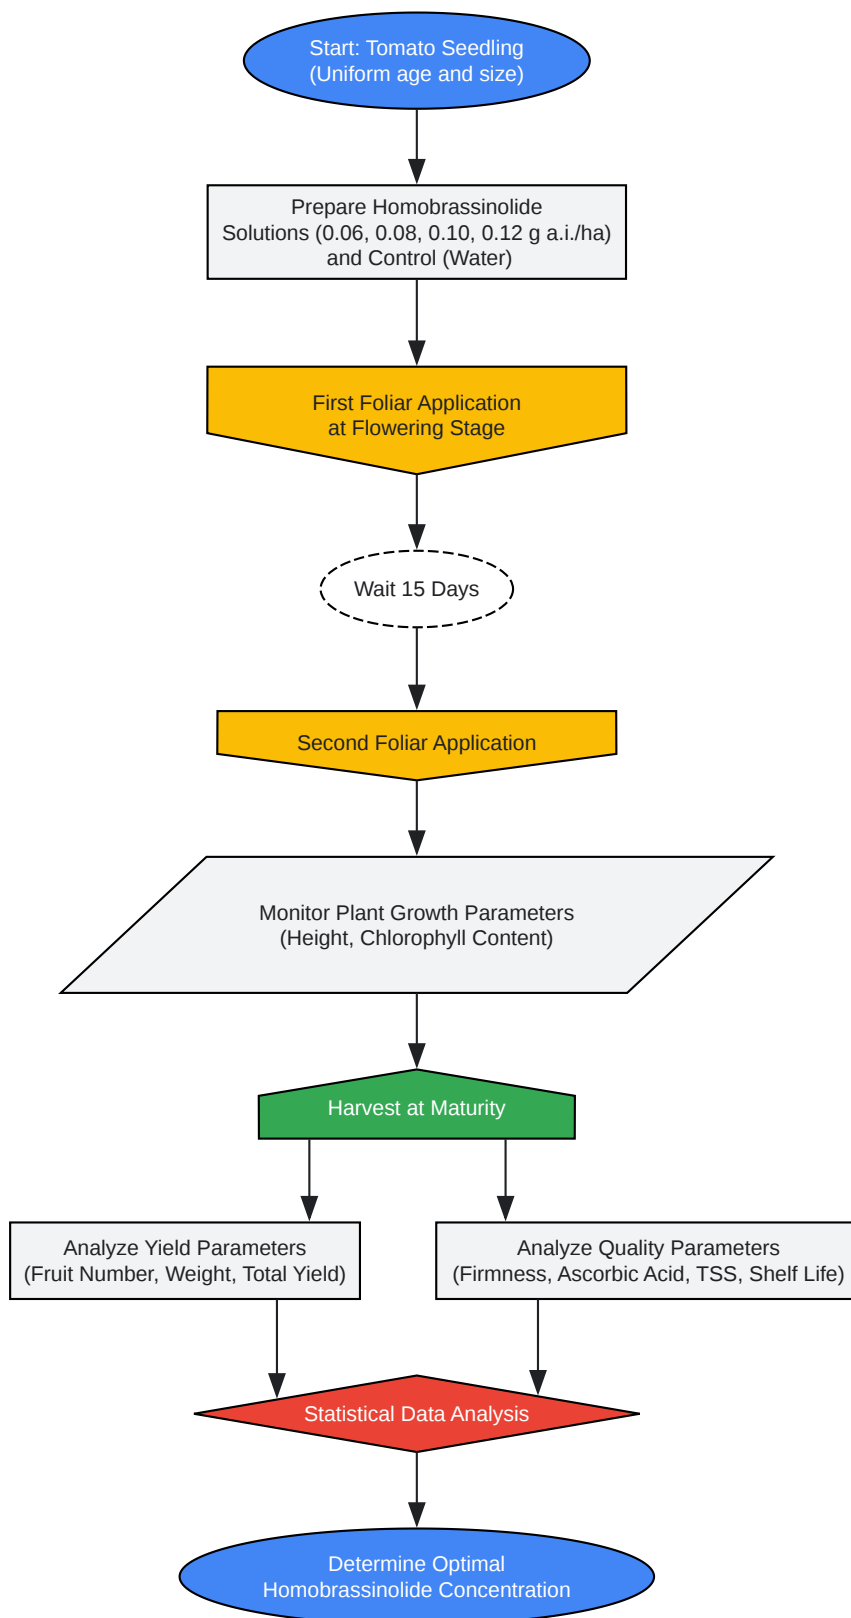 Start: Tomato Seedling
(Uniform age and size)
Prepare Homobrassinolide
Solutions (0.06, 0.08, 0.10, 0.12 g a.i./ha)
and Control (Water)
First Foliar Application
at Flowering Stage
Wait 15 Days
Second Foliar Application
Monitor Plant Growth Parameters
(Height, Chlorophyll Content)
Harvest at Maturity
Analyze Yield Parameters
(Fruit Number, Weight, Total Yield)
Analyze Quality Parameters
(Firmness, Ascorbic Acid, TSS, Shelf Life)
Statistical Data Analysis
Determine Optimal
Homobrassinolide Concentration